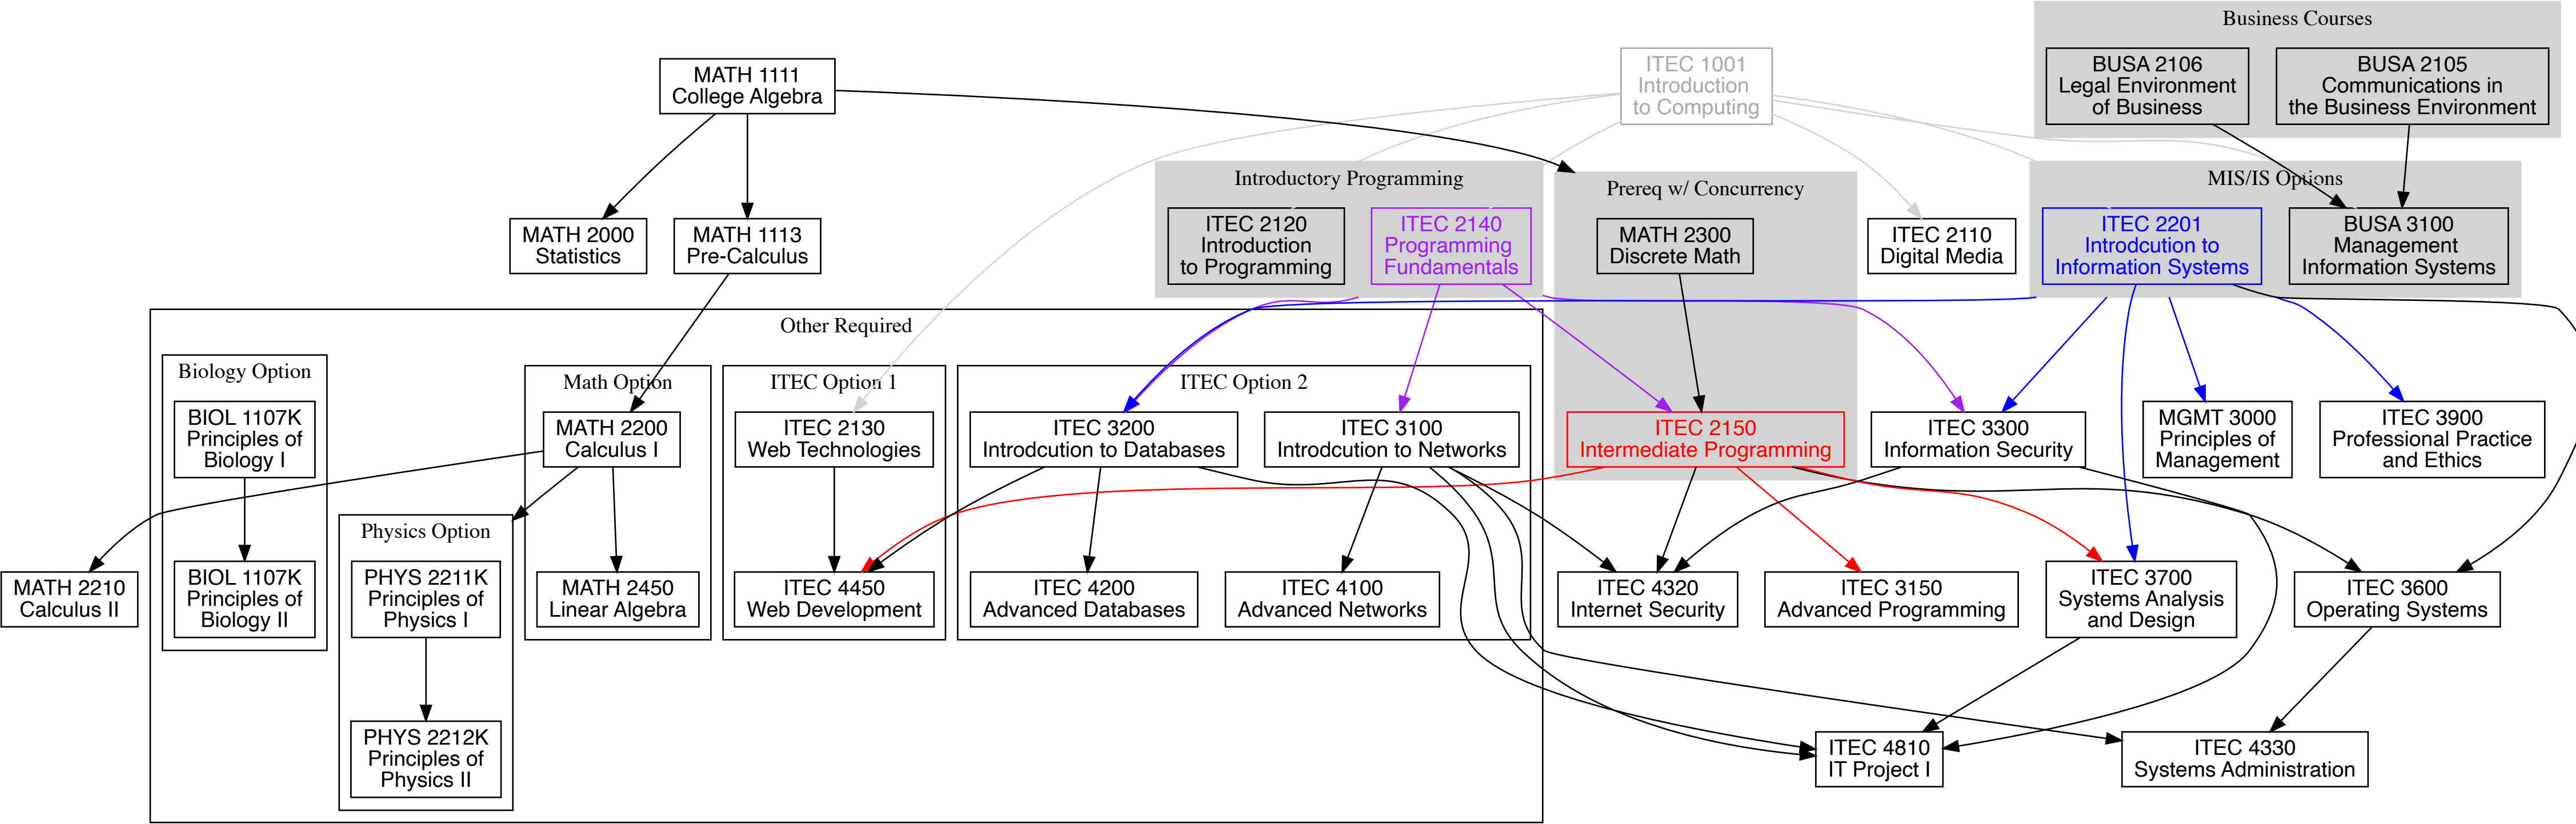 Business Courses
MATH 1111
College Algebra
ITEC 1001
Introduction
to Computing
BUSA 2106
Legal Environment
of Business
BUSA 2105
Communications in
the Business Environment
Introductory Programming
Prereq w/ Concurrency
MIS/IS Options
MATH 2000
Statistics
MATH 1113
Pre-Calculus
ITEC 2120
Introduction
to Programming
ITEC 2140
Programming
Fundamentals
MATH 2300
Discrete Math
ITEC 2110
Digital Media
ITEC 2201
Introdcution to
Information Systems
BUSA 3100
Management
Information Systems
Other Required
Biology Option
Math Option
ITEC Option 1
ITEC Option 2
BIOL 1107K
Principles of
Biology I
MATH 2200
Calculus I
ITEC 2130
Web Technologies
ITEC 3200
Introdcution to Databases
ITEC 3100
Introdcution to Networks
ITEC 2150
Intermediate Programming
ITEC 3300
Information Security
MGMT 3000
Principles of
Management
ITEC 3900
Professional Practice
and Ethics
Physics Option
MATH 2210
Calculus II
BIOL 1107K
Principles of
Biology II
PHYS 2211K
Principles of
Physics I
MATH 2450
Linear Algebra
ITEC 4450
Web Development
ITEC 4200
Advanced Databases
ITEC 4100
Advanced Networks
ITEC 4320
Internet Security
ITEC 3150
Advanced Programming
ITEC 3700
Systems Analysis
and Design
ITEC 3600
Operating Systems
PHYS 2212K
Principles of
Physics II
ITEC 4810
IT Project I
ITEC 4330
Systems Administration